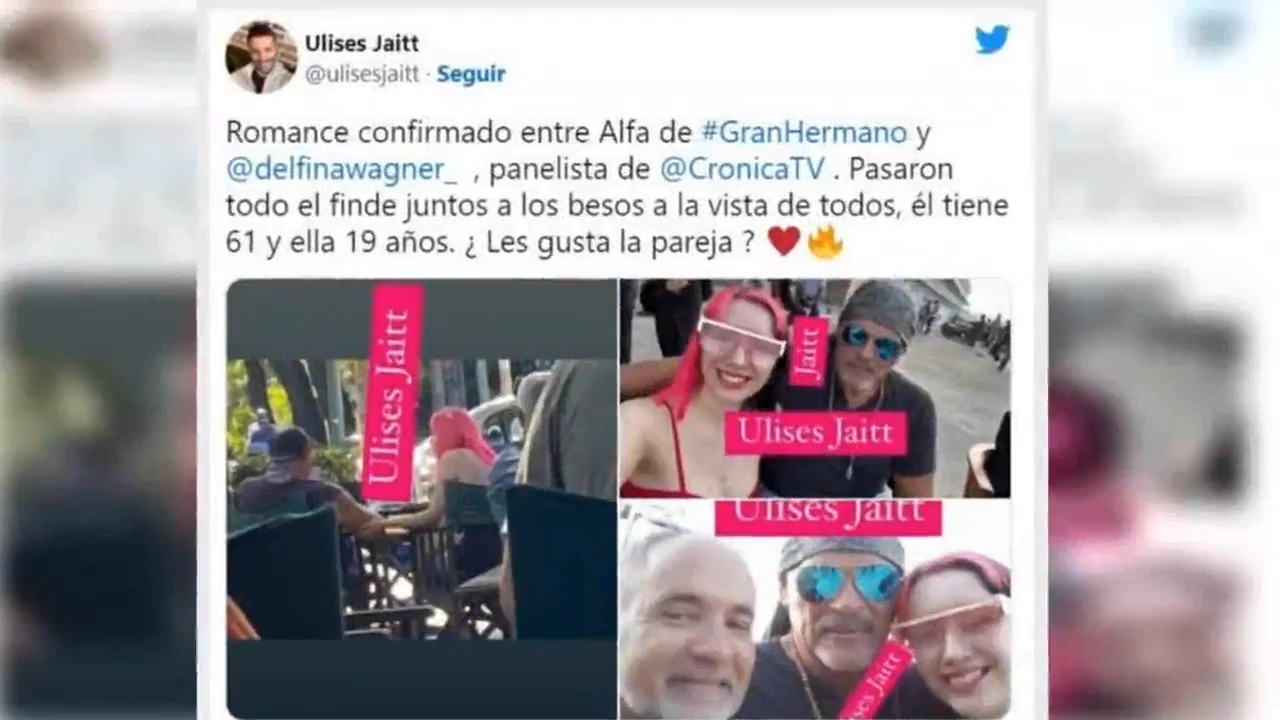 Ulises Jaitt
@ulisesjaitt · Seguir
Romance confirmado entre Alfa de #GranHermano y
@delfinawagner_ , panelista de @CronicaTV . Pasaron
todo el finde juntos a los besos a la vista de todos, él tiene
61 y ella 19 años. ¿ Les gusta la pareja ? ❤️🔥
Ulises Jaitt
Jaitt
Ulises Jaitt
Ulises Jaitt
ses Jaitt